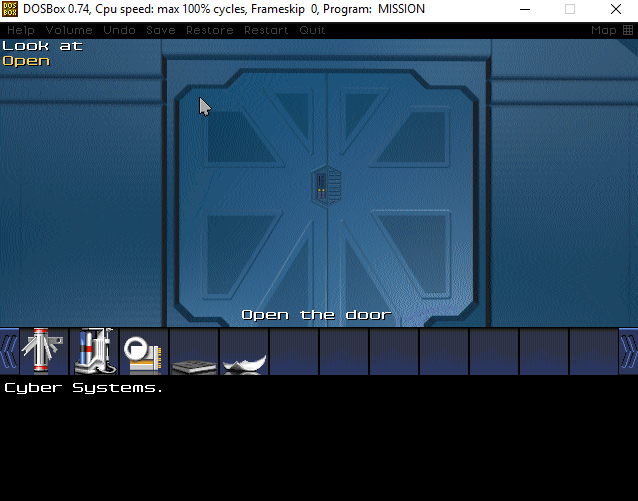 DOSBox 0.74, Cpu speed: max 100% cycles, Frameskip 0, Program: MISSION
Help Volume Undo Save Restore Restart Quit Map
Look at
Open
Open the door
Cyber Systems.